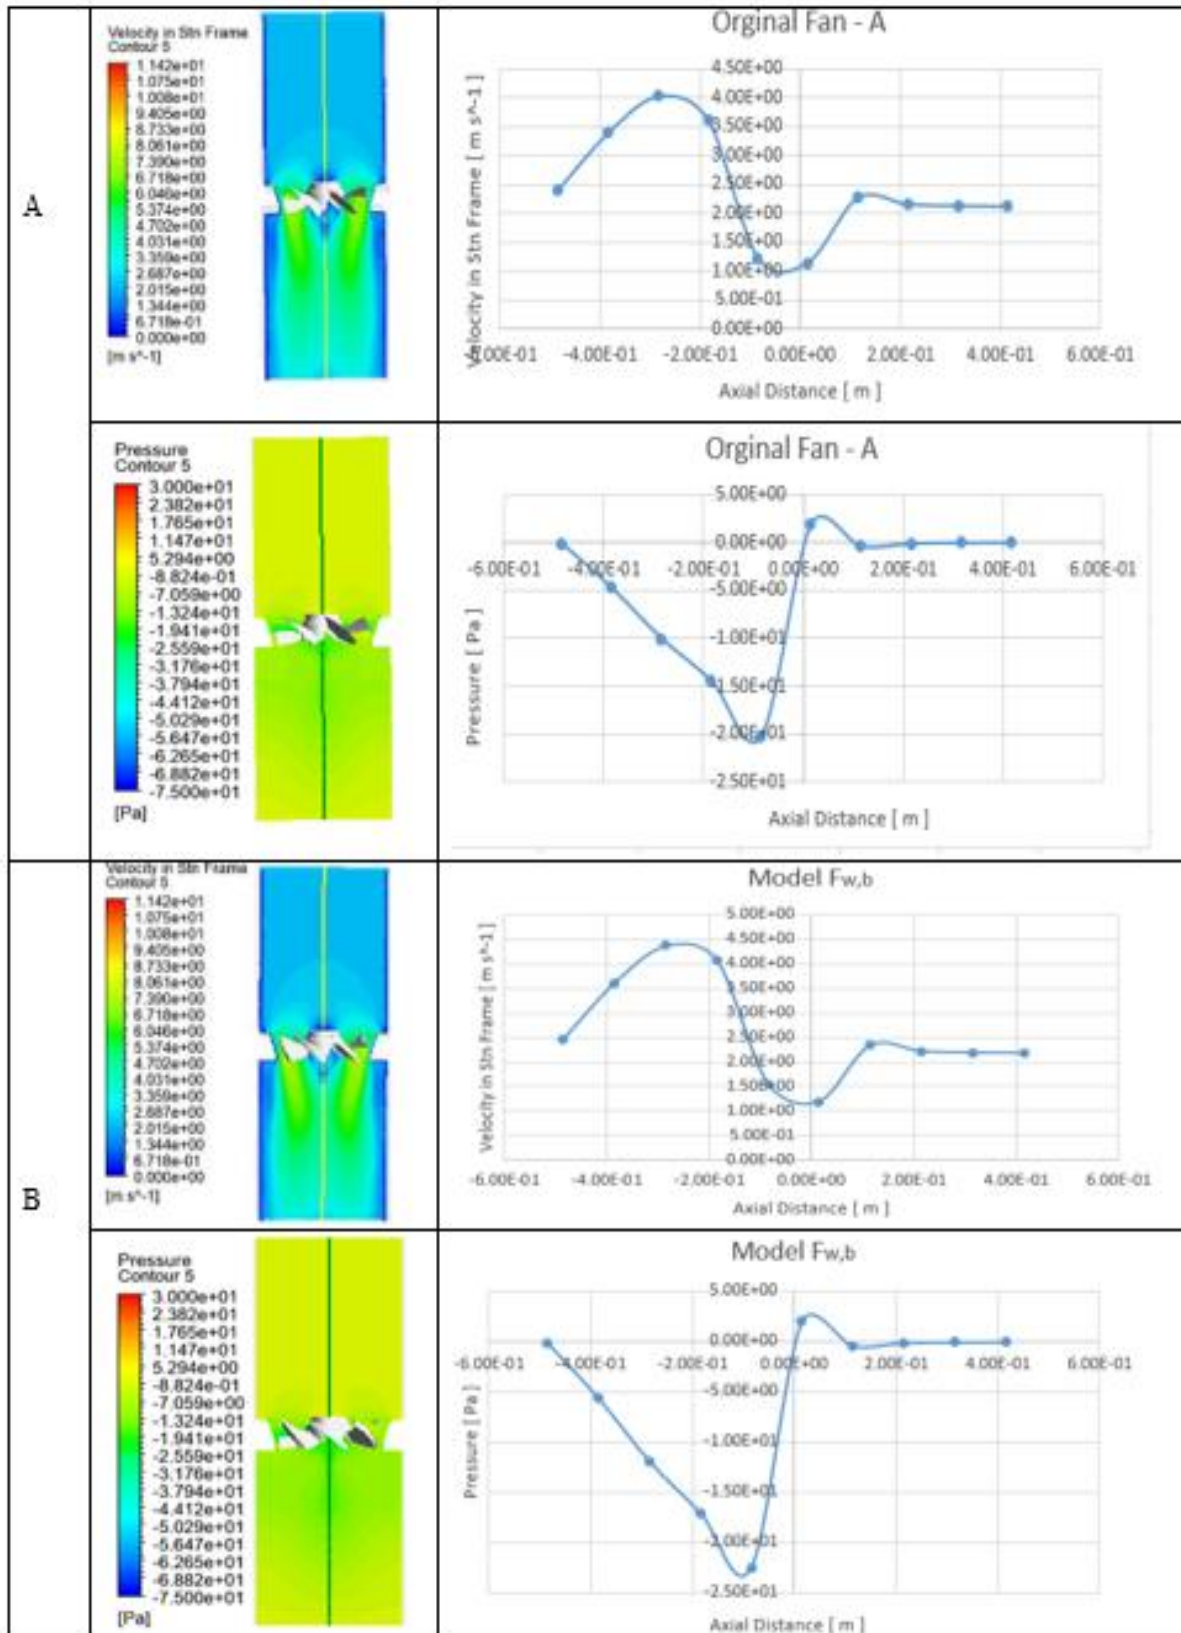 A
Velocity in Stn Frame
Contour 5
1.142e+01
1.075e+01
1.008e+01
9.405e+00
8.733e+00
8.061e+00
7.390e+00
6.718e+00
6.046e+00
5.374e+00
4.702e+00
4.031e+00
3.359e+00
2.687e+00
2.015e+00
1.344e+00
6.718e-01
0.000e+00
[m s^-1]
Orginal Fan - A
Velocity in Stn Frame [ m s^-1 ]
4.50E+00
4.00E+00
3.50E+00
3.00E+00
2.50E+00
2.00E+00
1.50E+00
1.00E+00
5.00E-01
0.00E+00
-4.00E-01 -2.00E-01 0.00E+00 2.00E-01 4.00E-01 6.00E-01
Axial Distance [ m ]
Pressure
Contour 5
3.000e+01
2.382e+01
1.765e+01
1.147e+01
5.294e+00
-8.824e-01
-7.059e+00
-1.324e+01
-1.941e+01
-2.559e+01
-3.176e+01
-3.794e+01
-4.412e+01
-5.029e+01
-5.647e+01
-6.265e+01
-6.882e+01
-7.500e+01
[Pa]
Orginal Fan - A
Pressure [ Pa ]
5.00E+00
0.00E+00
-6.00E-01 -4.00E-01 -2.00E-01 0.00E+00 2.00E-01 4.00E-01 6.00E-01
-5.00E+00
-1.00E+01
-1.50E+01
-2.00E+01
-2.50E+01
Axial Distance [ m ]
B
Velocity in Stn Frame
Contour 5
1.142e+01
1.075e+01
1.008e+01
9.405e+00
8.733e+00
8.061e+00
7.390e+00
6.718e+00
6.046e+00
5.374e+00
4.702e+00
4.031e+00
3.359e+00
2.687e+00
2.015e+00
1.344e+00
6.718e-01
0.000e+00
[m s^-1]
Model Fw,b
Velocity in Stn Frame [ m s^-1 ]
5.00E+00
4.50E+00
4.00E+00
3.50E+00
3.00E+00
2.50E+00
2.00E+00
1.50E+00
1.00E+00
5.00E-01
0.00E+00
-6.00E-01 -4.00E-01 -2.00E-01 0.00E+00 2.00E-01 4.00E-01 6.00E-01
Axial Distance [ m ]
Pressure
Contour 5
3.000e+01
2.382e+01
1.765e+01
1.147e+01
5.294e+00
-8.824e-01
-7.059e+00
-1.324e+01
-1.941e+01
-2.559e+01
-3.176e+01
-3.794e+01
-4.412e+01
-5.029e+01
-5.647e+01
-6.265e+01
-6.882e+01
-7.500e+01
[Pa]
Model Fw,b
Pressure [ Pa ]
5.00E+00
0.00E+00
-6.00E-01 -4.00E-01 -2.00E-01 0.00E+00 2.00E-01 4.00E-01 6.00E-01
-5.00E+00
-1.00E+01
-1.50E+01
-2.00E+01
-2.50E+01
Axial Distance [ m ]